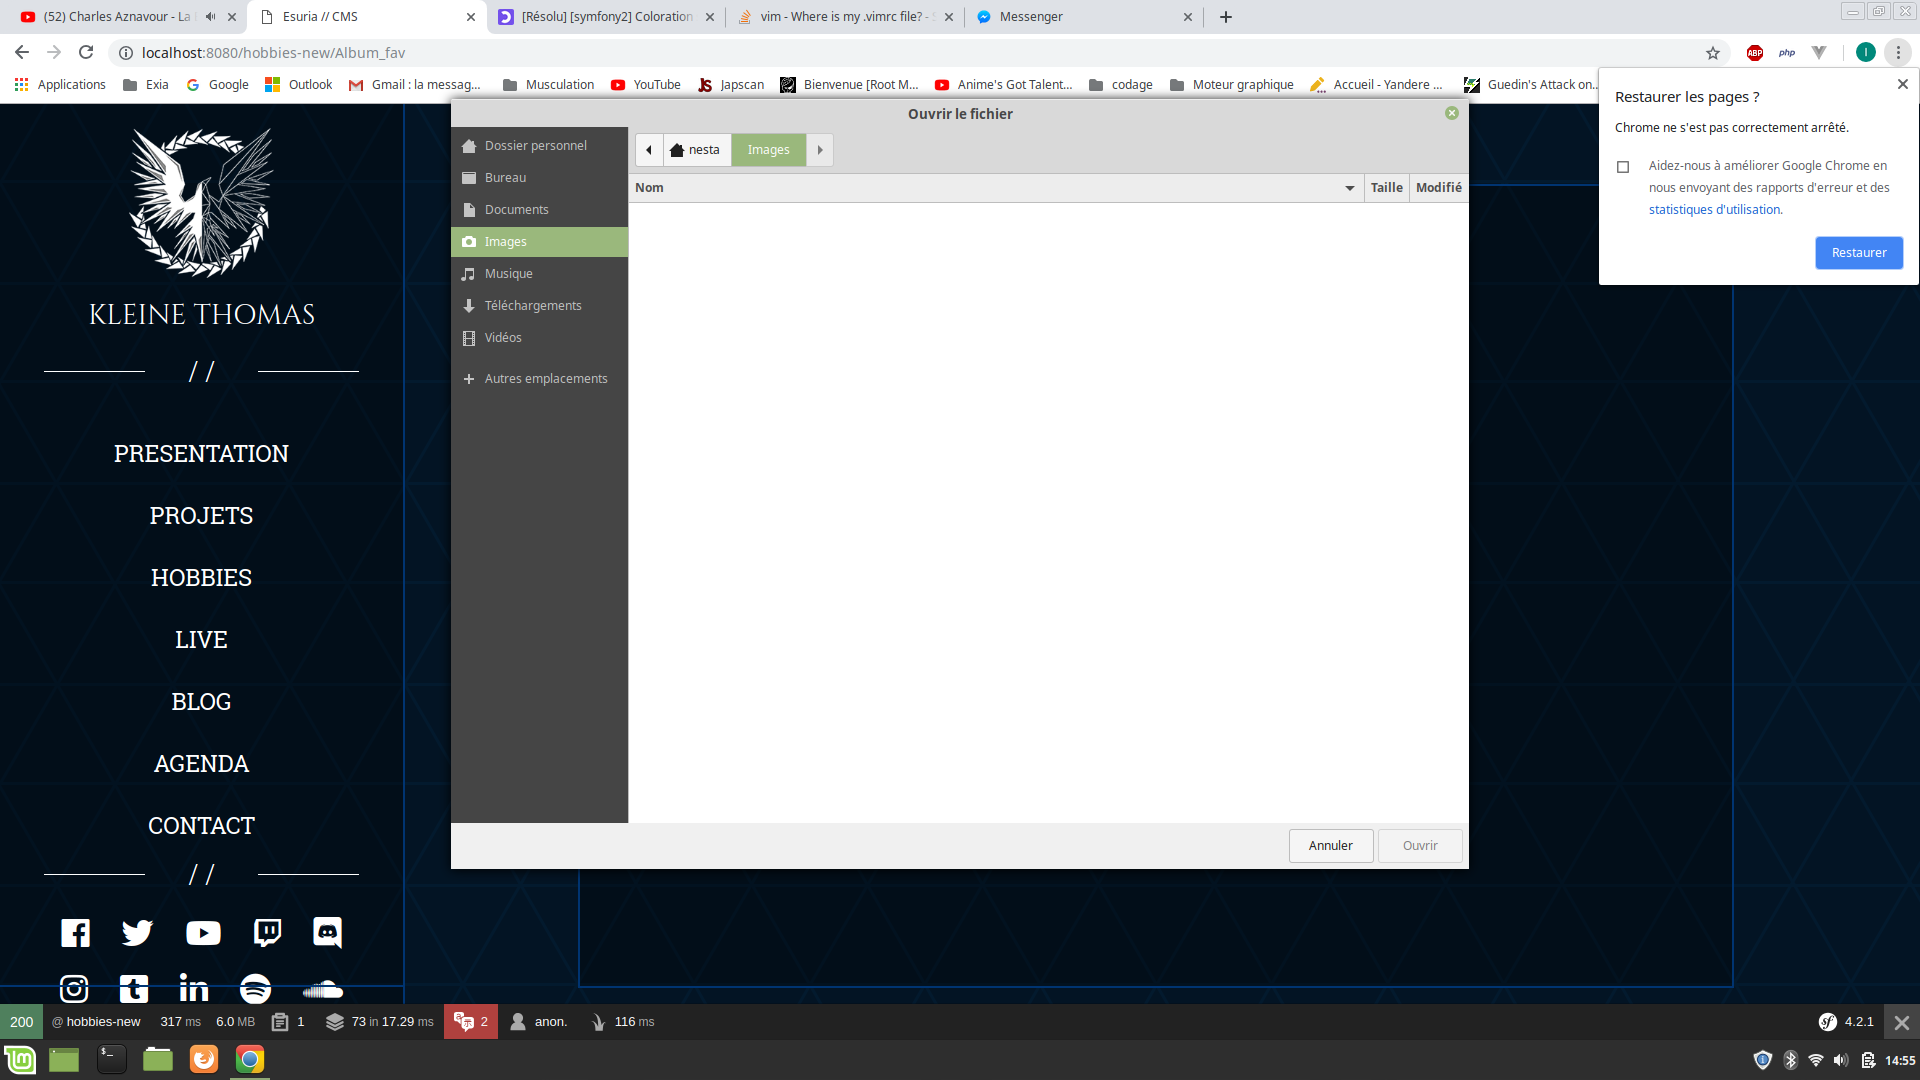 (52) Charles Aznavour - La
Esuria // CMS
[Résolu] [symfony2] Coloration
vim - Where is my .vimrc file? -
Messenger
localhost:8080/hobbies-new/Album_fav
ABP
php
I
Applications
Exia
Google
Outlook
Gmail : la messag...
Musculation
YouTube
Japscan
Bienvenue [Root M...
Anime's Got Talent...
codage
Moteur graphique
Accueil - Yandere ...
Guedin's Attack on...
Restaurer les pages ?
Chrome ne s'est pas correctement arrêté.
Aidez-nous à améliorer Google Chrome en
nous envoyant des rapports d'erreur et des
statistiques d'utilisation.
Restaurer
Ouvrir le fichier
Dossier personnel
Bureau
Documents
Images
Musique
Téléchargements
Vidéos
Autres emplacements
nesta
Images
Nom
Taille
Modifié
Annuler
Ouvrir
KLEINE THOMAS
//
PRESENTATION
PROJETS
HOBBIES
LIVE
BLOG
AGENDA
CONTACT
//
200
@ hobbies-new
317 ms
6.0 MB
1
73 in 17.29 ms
2
anon.
116 ms
4.2.1
14:55